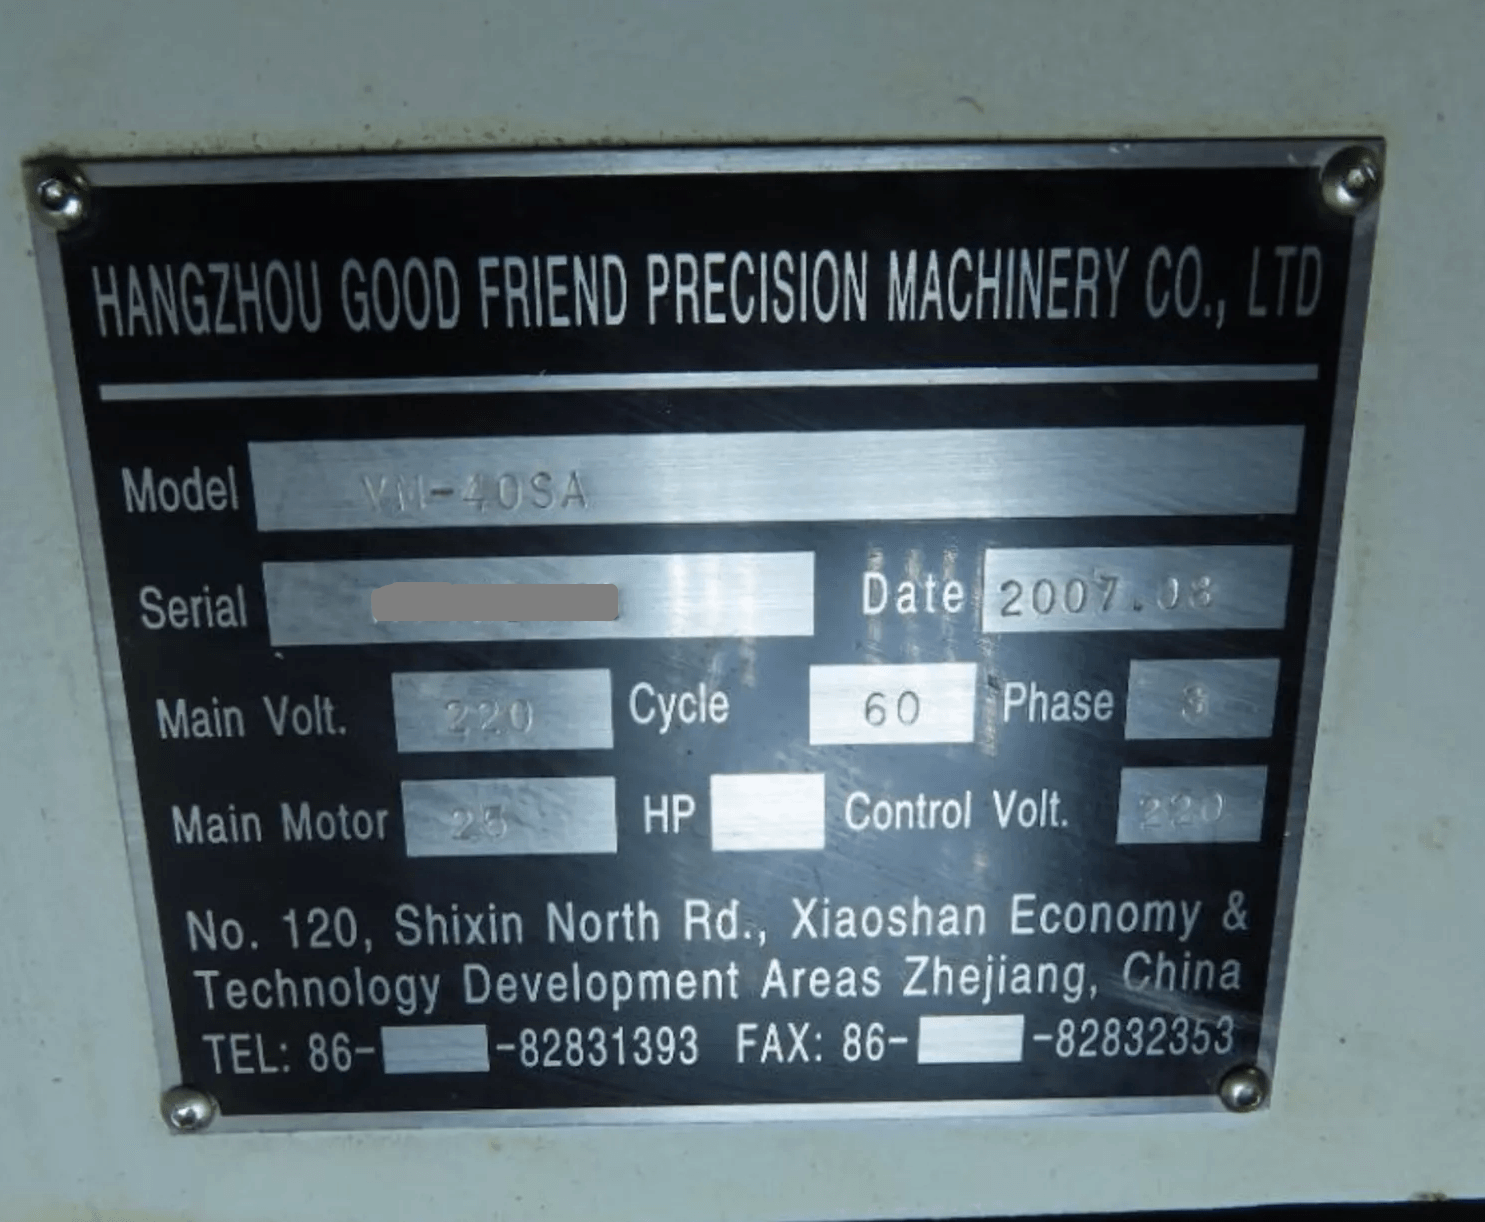 HANGZHOU GOOD FRIEND PRECISION MACHINERY CO., LTD
Model VM-40SA
Serial Date 2007.08
Main Volt. 220 Cycle 60 Phase 3
Main Motor 25 HP Control Volt. 220
No. 120, Shixin North Rd., Xiaoshan Economy &
Technology Development Areas Zhejiang, China
TEL: 86- -82831393 FAX: 86- -82832353